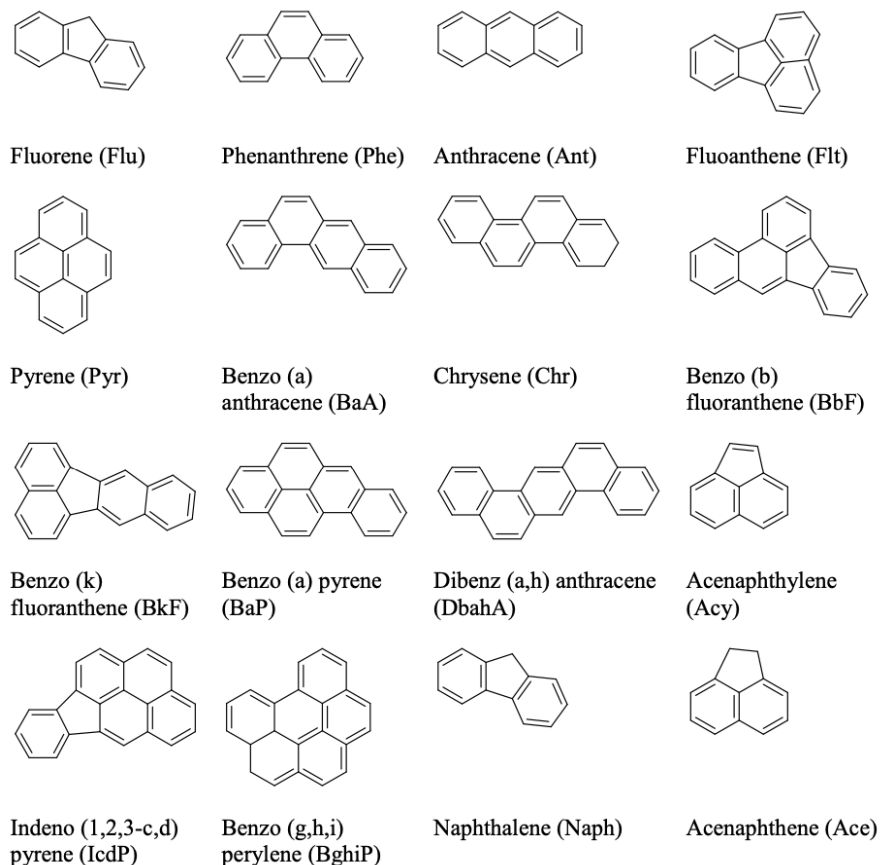 Fluorene (Flu)
Phenanthrene (Phe)
Anthracene (Ant)
Fluoanthene (Flt)
Pyrene (Pyr)
Benzo (a)
anthracene (BaA)
Chrysene (Chr)
Benzo (b)
fluoranthene (BbF)
Benzo (k)
fluoranthene (BkF)
Benzo (a) pyrene
(BaP)
Dibenz (a,h) anthracene
(DbahA)
Acenaphthylene
(Acy)
Indeno (1,2,3-c,d)
pyrene (IcdP)
Benzo (g,h,i)
perylene (BghiP)
Naphthalene (Naph)
Acenaphthene (Ace)